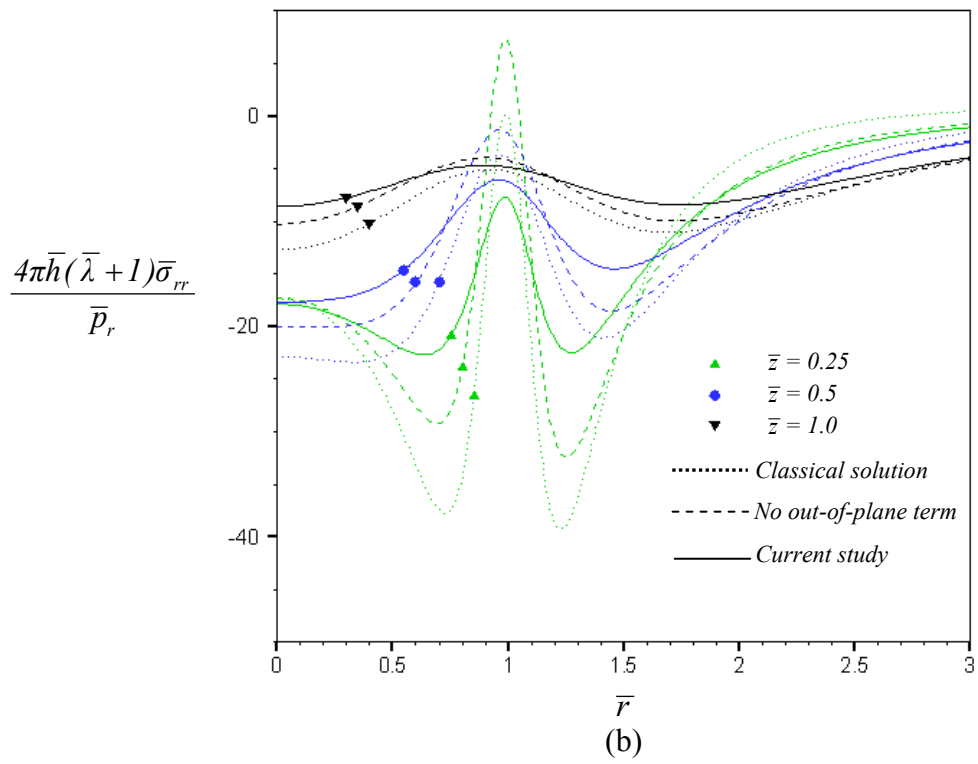 0
-20
-40
4πh̅(λ̅+1)σ̅rr
p̅r
z̅ = 0.25
z̅ = 0.5
z̅ = 1.0
Classical solution
No out-of-plane term
Current study
0 0.5 1 1.5 2 2.5 3
r̅
(b)